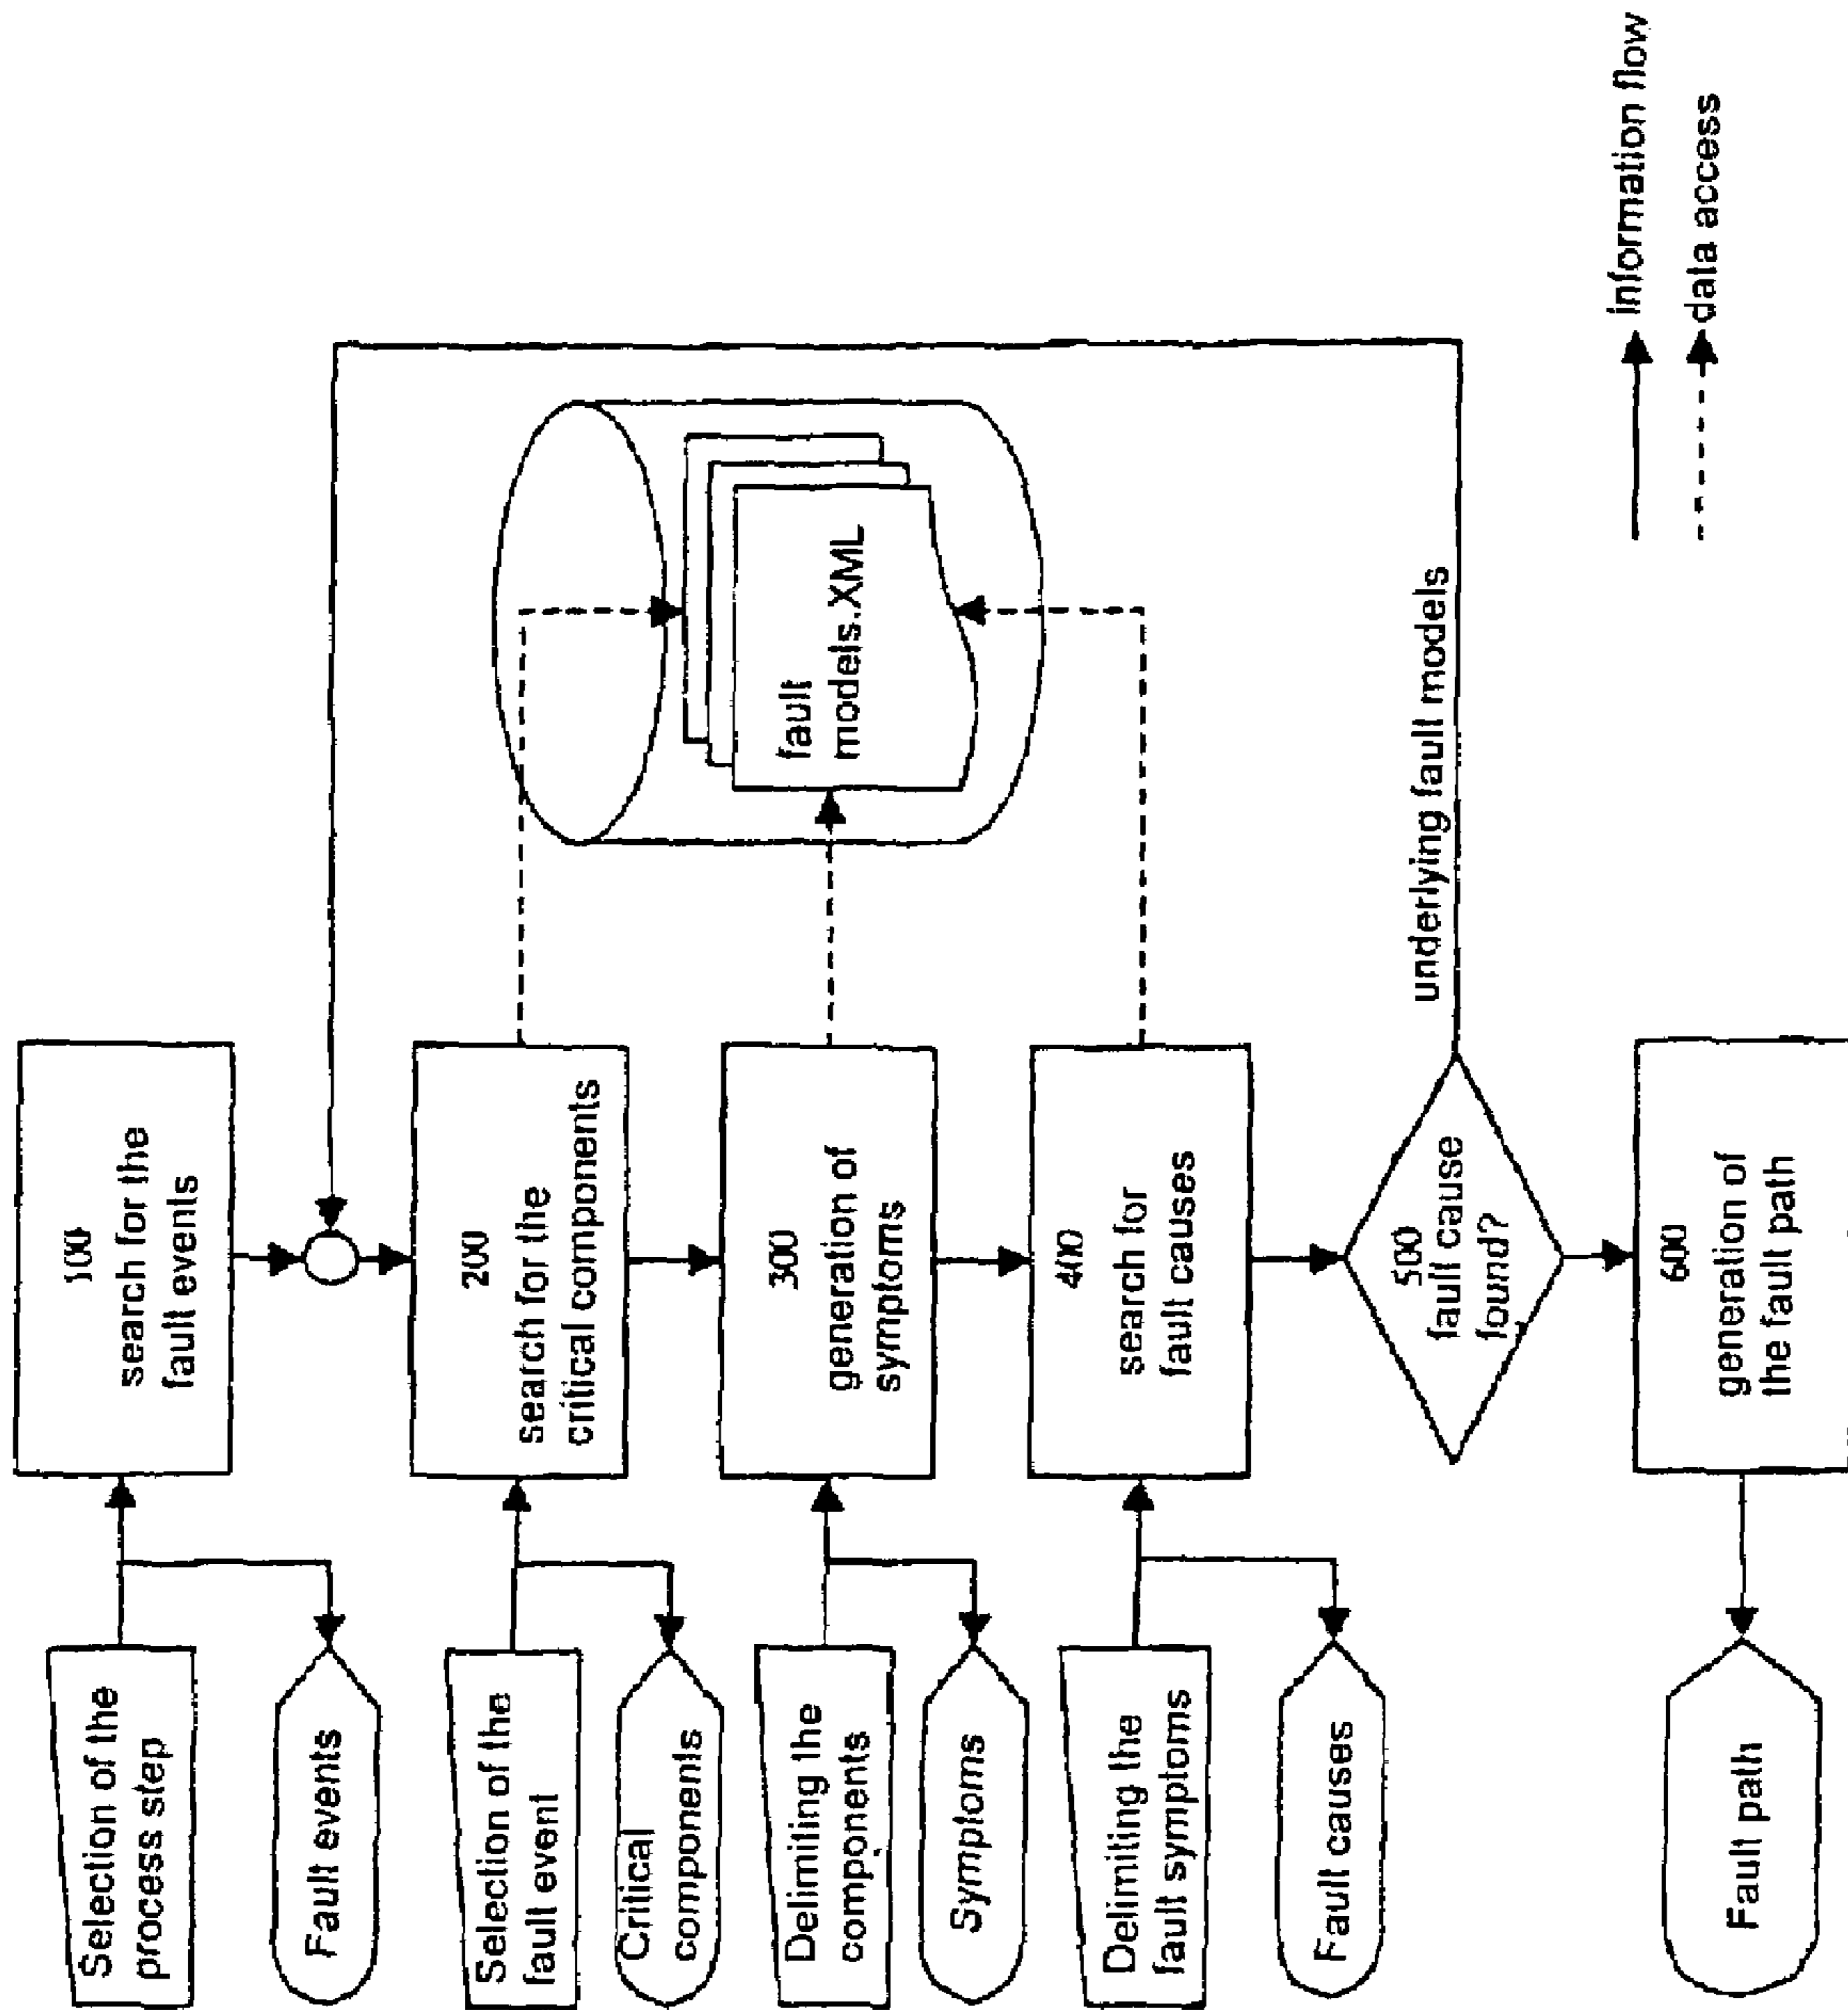 Selection of the
process step
Fault events
100
search for the
fault events
Selection of the
fault event
Critical
components
200
search for the
critical components
Delimiting the
components
Symptoms
300
generation of
symptoms
fault
models.XML
Delimiting the
fault symptoms
Fault causes
400
search for
fault causes
500
fault cause
found?
underlying fault models
Fault path
600
generation of
the fault path
information flow
data access